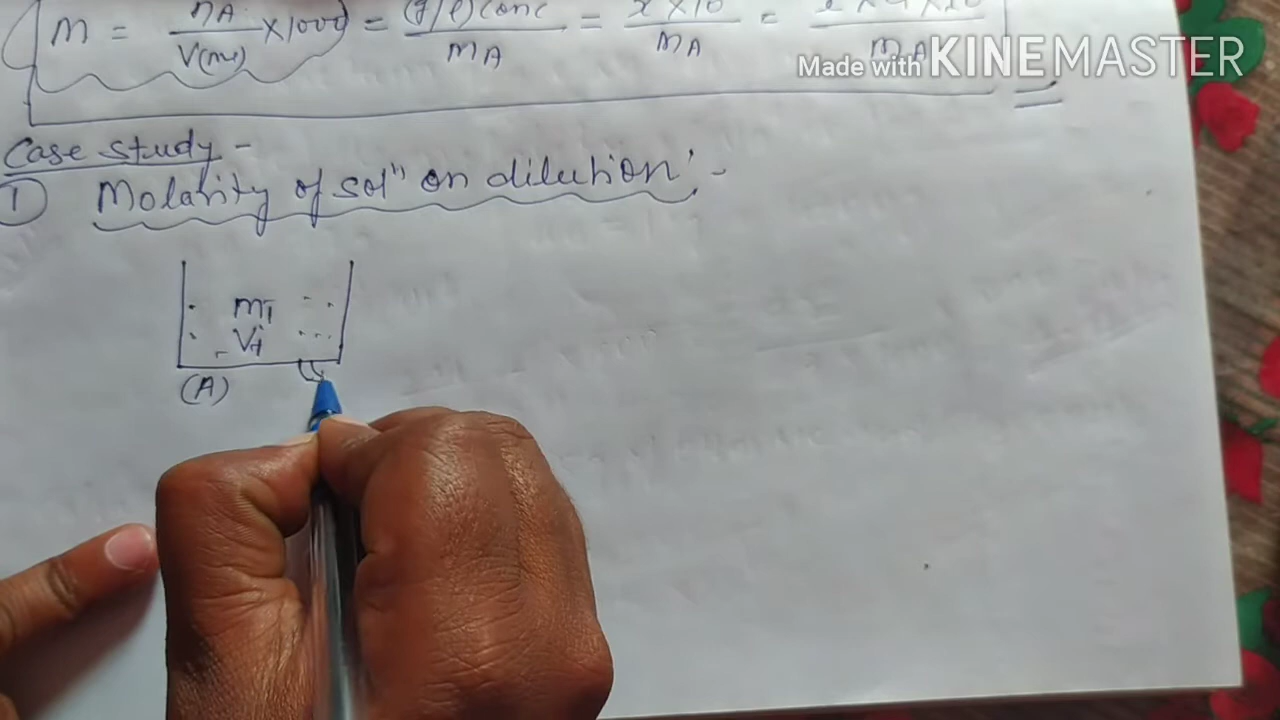 M = nA / V(ml) ×1000 = (g/l) conc / MA = x × 10 / MA =
Made with KINEMASTER
Case study -
① Molarity of solⁿ on dilution' -
M1
V1
(A)